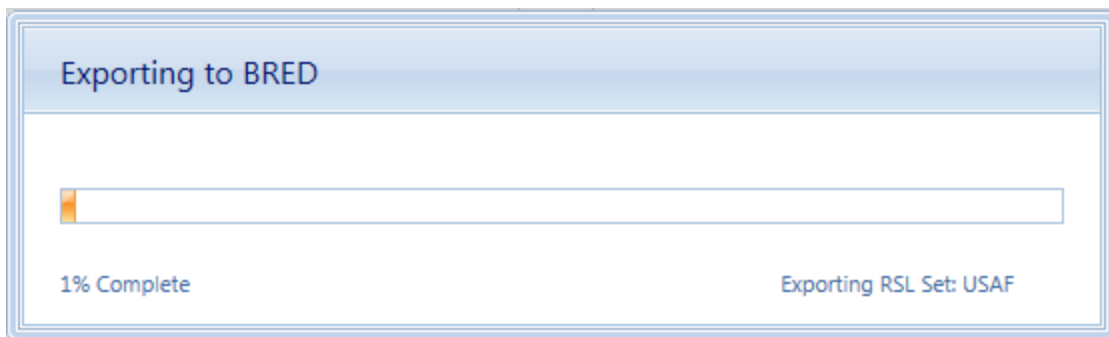 Exporting to BRED
1% Complete
Exporting RSL Set: USAF